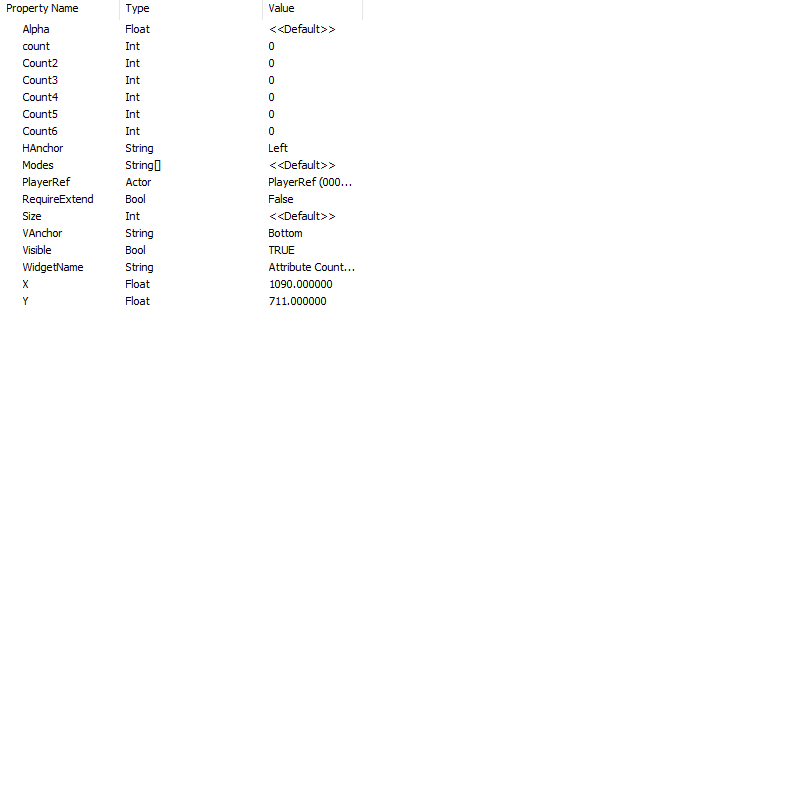 Property Name Type Value
Alpha Float <<Default>>
count Int 0
Count2 Int 0
Count3 Int 0
Count4 Int 0
Count5 Int 0
Count6 Int 0
HAnchor String Left
Modes String[] <<Default>>
PlayerRef Actor PlayerRef (000...
RequireExtend Bool False
Size Int <<Default>>
VAnchor String Bottom
Visible Bool TRUE
WidgetName String Attribute Count...
X Float 1090.000000
Y Float 711.000000